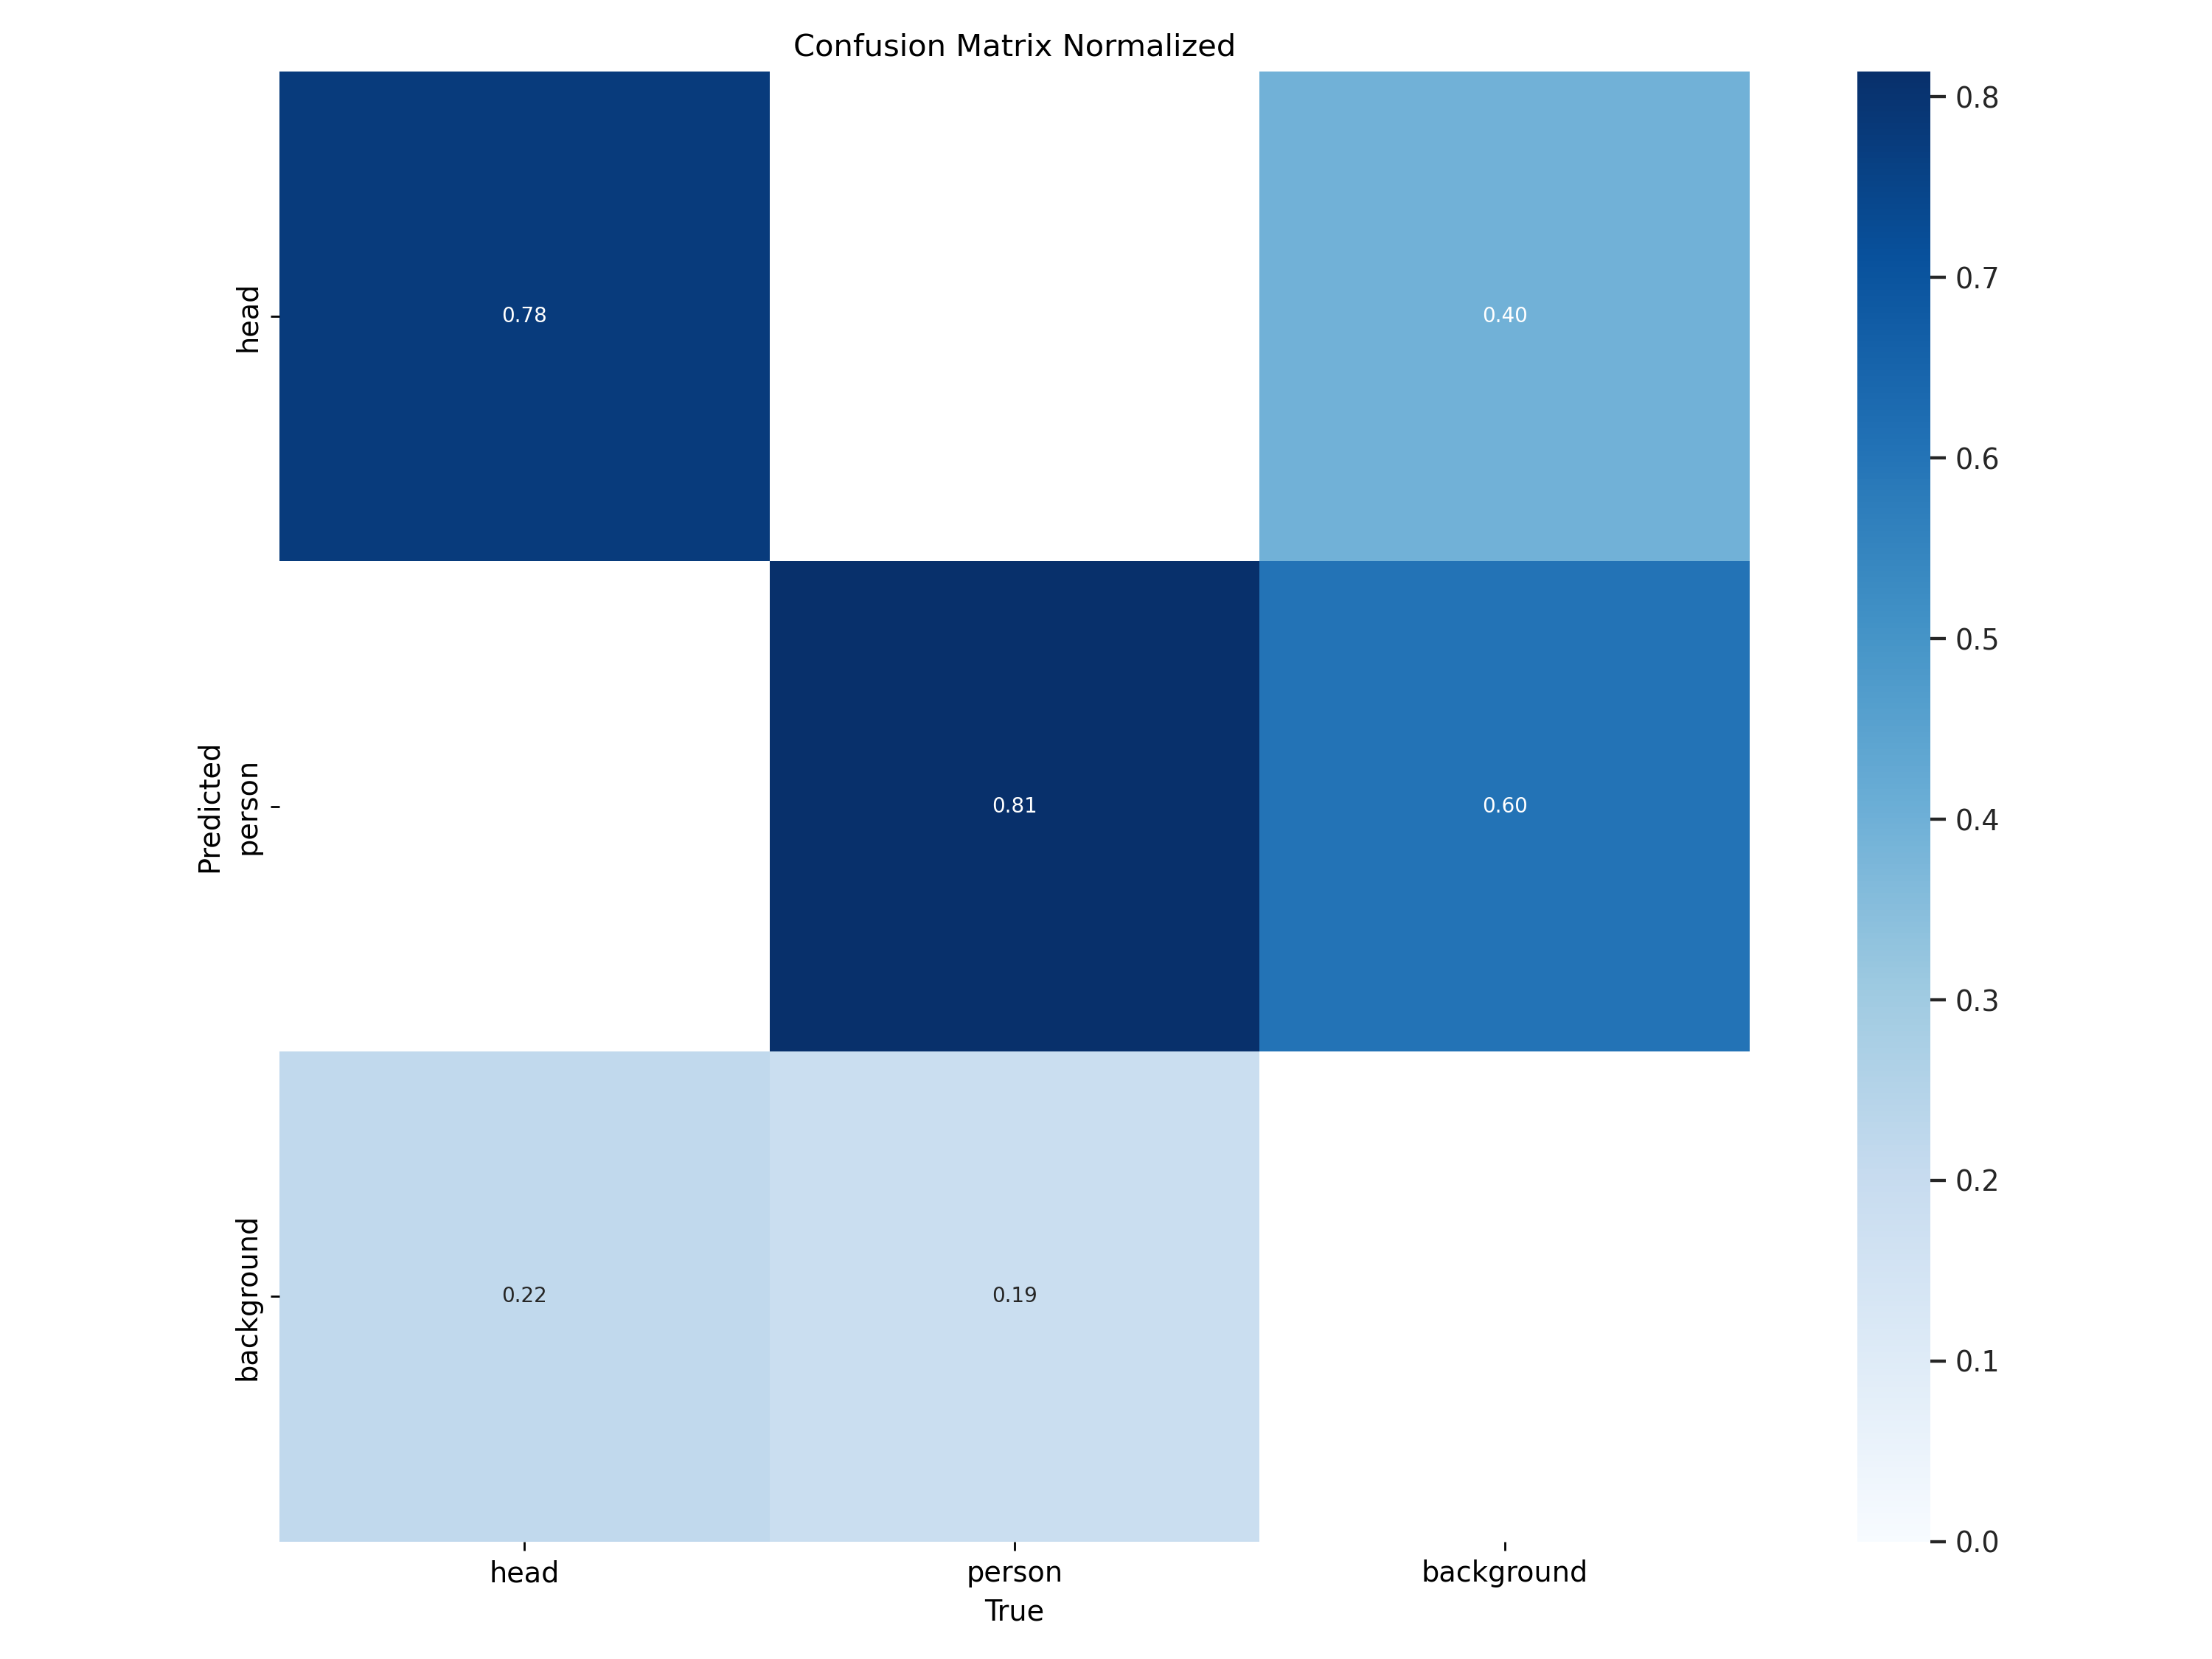 Confusion Matrix Normalized
head
person
background
Predicted
0.78
0.40
0.81
0.60
0.22
0.19
head
person
background
True
0.8
0.7
0.6
0.5
0.4
0.3
0.2
0.1
0.0